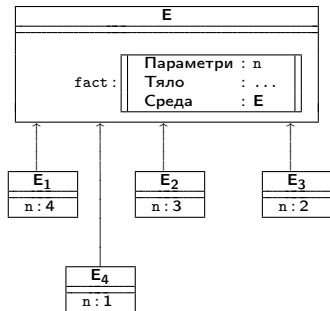 E
fact :
Параметри : n
Тяло : ...
Среда : E
E1
n : 4
E2
n : 3
E3
n : 2
E4
n : 1